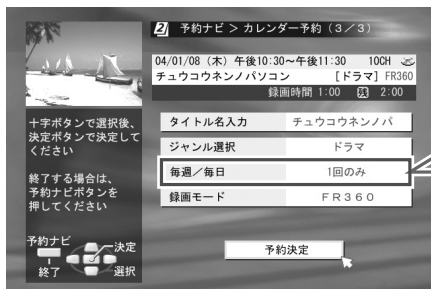 2 予約ナビ > カレンダー予約（3／3）
04/01/08（木）午後10:30〜午後11:30 10CH
チュウコウネンノパソコン ［ドラマ］FR360
録画時間 1:00 残 2:00
十字ボタンで選択後、
決定ボタンで決定して
ください
終了する場合は、
予約ナビボタンを
押してください
タイトル名入力 チュウコウネンノパ
ジャンル選択 ドラマ
毎週／毎日 1回のみ
録画モード ＦＲ３６０
予約ナビ
決定
終了
選択
予約決定